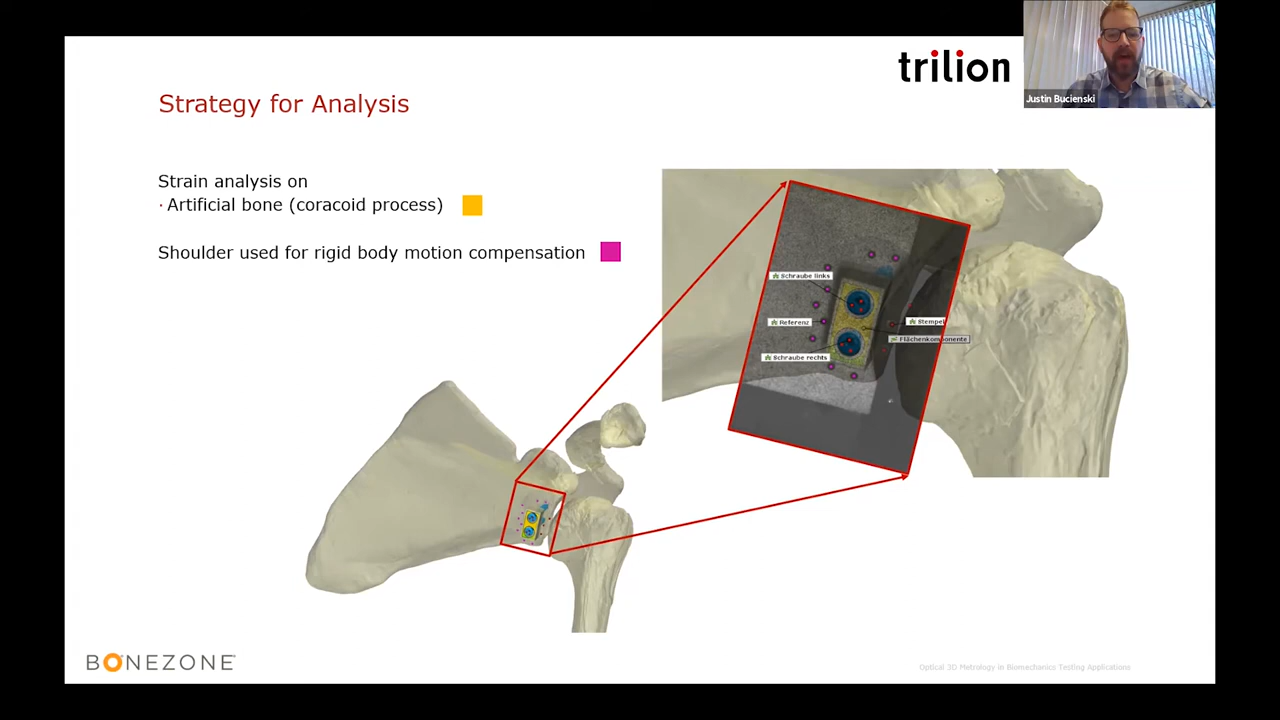 trilion
Justin Bucienski
Strategy for Analysis
Strain analysis on
· Artificial bone (coracoid process)
Shoulder used for rigid body motion compensation
Schraube links
Referenz
Stempel
Flächenkomponente
Schraube rechts
BONEZONE
Optical 3D Metrology in Biomechanics Testing Applications